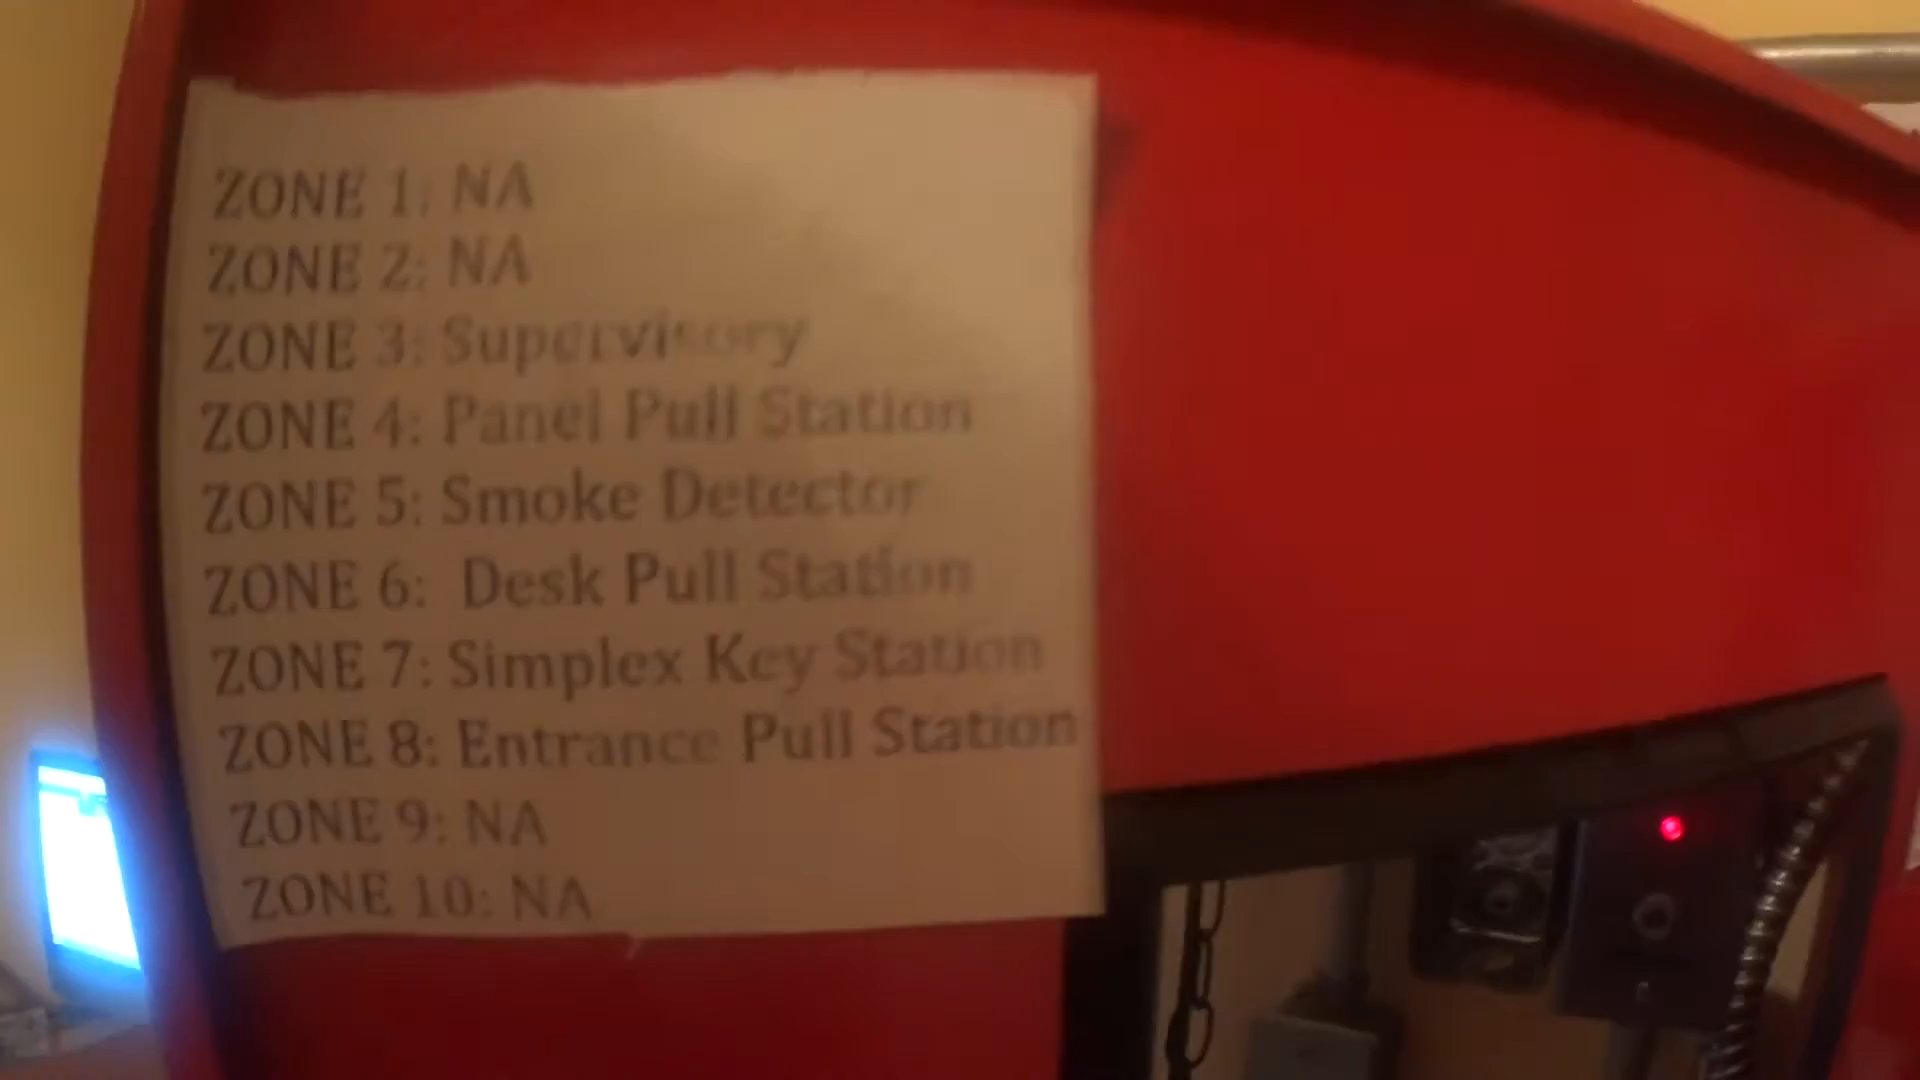 ZONE 1: NA
ZONE 2: NA
ZONE 3: Supervisory
ZONE 4: Panel Pull Station
ZONE 5: Smoke Detector
ZONE 6: Desk Pull Station
ZONE 7: Simplex Key Station
ZONE 8: Entrance Pull Station
ZONE 9: NA
ZONE 10: NA